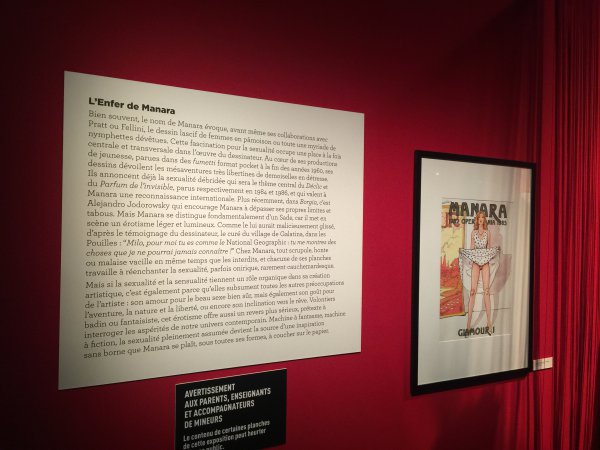 L'Enfer de Manara
Bien souvent, le nom de Manara évoque, avant même ses collaborations avec
Pratt ou Fellini, le dessin lascif de femmes en pâmoison ou toute une myriade de
nymphettes dévêtues. Cette fascination pour la sexualité occupe une place à la fois
centrale et transversale dans l'œuvre du dessinateur. Au cœur de ses productions
de jeunesse, parues dans des fumetti format pocket à la fin des années 1960, ses
dessins dévoilent les mésaventures très libertines de demoiselles en détresse.
Ils annoncent déjà la sexualité débridée qui sera le thème central du Déclic et
du Parfum de l'invisible, parus respectivement en 1984 et 1986, et qui valent à
Manara une reconnaissance internationale. Plus récemment, dans Borgia, c'est
Alejandro Jodorowsky qui encourage Manara à dépasser ses propres limites et
tabous. Mais Manara se distingue fondamentalement d'un Sade, car il met en
scène un érotisme léger et lumineux. Comme le lui aurait malicieusement glissé,
d'après le témoignage du dessinateur, le curé du village de Galatina, dans les
Pouilles : "Milo, pour moi tu es comme le National Geographic : tu me montres des
choses que je ne pourrai jamais connaître !" Chez Manara, tout scrupule, honte
ou malaise vacille en même temps que les interdits, et chacune de ses planches
travaille à réenchanter la sexualité, parfois onirique, rarement cauchemardesque.
Mais si la sexualité et la sensualité tiennent un rôle organique dans sa création
artistique, c'est également parce qu'elles subsument toutes les autres préoccupations
de l'artiste : son amour pour le beau sexe bien sûr, mais également son goût pour
l'aventure, la nature et la liberté, ou encore son inclination vers le rêve. Volontiers
badin ou fantaisiste, cet érotisme offre aussi un revers plus sérieux, prétexte à
interroger les aspérités de notre univers contemporain. Machine à fantasme, machine
à fiction, la sexualité pleinement assumée devient la source d'une inspiration
sans borne que Manara se plaît, sous toutes ses formes, à coucher sur le papier.
AVERTISSEMENT
AUX PARENTS, ENSEIGNANTS
ET ACCOMPAGNATEURS
DE MINEURS
Le contenu de certaines planches
de cette exposition peut heurter
public.
MANARA
1985
GLAMOUR !